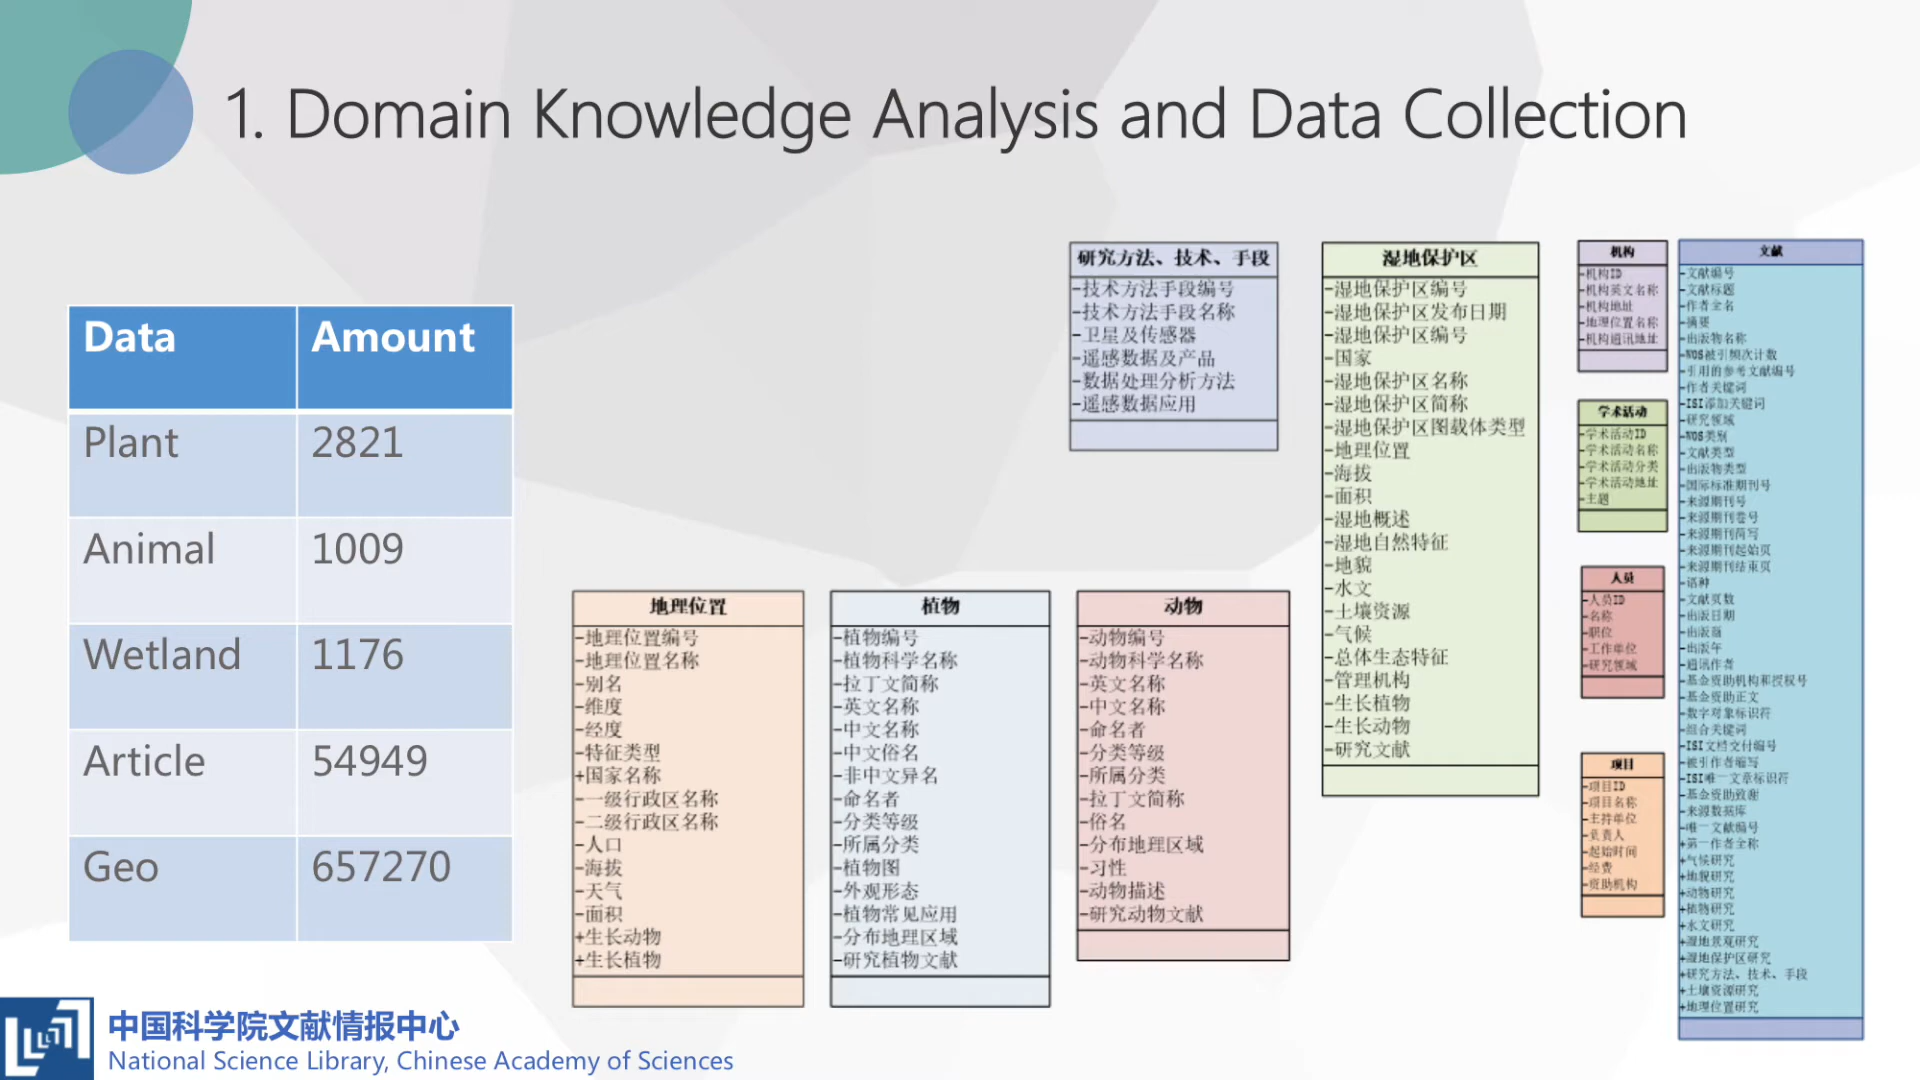 1. Domain Knowledge Analysis and Data Collection
Data Amount
Plant 2821
Animal 1009
Wetland 1176
Article 54949
Geo 657270
研究方法、技术、手段
-技术方法手段编号
-技术方法手段名称
-卫星及传感器
-遥感数据及产品
-数据处理分析方法
-遥感数据应用
湿地保护区
-湿地保护区编号
-湿地保护区发布日期
-湿地保护区编号
-国家
-湿地保护区名称
-湿地保护区简称
-湿地保护区图载体类型
-地理位置
-海拔
-面积
-湿地概述
-湿地自然特征
-地貌
-水文
-土壤资源
-气候
-总体生态特征
-管理机构
-生长植物
-生长动物
-研究文献
地理位置
-地理位置编号
-地理位置名称
-别名
-维度
-经度
-特征类型
+国家名称
-一级行政区名称
-二级行政区名称
-人口
-海拔
-天气
-面积
+生长动物
+生长植物
植物
-植物编号
-植物科学名称
-拉丁文简称
-英文名称
-中文名称
-中文俗名
-非中文异名
-命名者
-分类等级
-所属分类
-植物图
-外观形态
-植物常见应用
-分布地理区域
-研究植物文献
动物
-动物编号
-动物科学名称
-英文名称
-中文名称
-命名者
-分类等级
-所属分类
-拉丁文简称
-俗名
-分布地理区域
-习性
-动物描述
-研究动物文献
机构
-机构ID
-机构英文名称
-机构地址
-地理位置名称
-机构通讯地址
学术活动
-学术活动ID
-学术活动名称
-学术活动分类
-学术活动地址
-主题
人员
-人员ID
-名称
-职位
-工作单位
-研究领域
项目
-项目ID
-项目名称
-主持单位
-负责人
-起始时间
-经费
-资助机构
文献
-文献编号
-文献标题
-作者全名
-摘要
-出版物名称
-WOS被引频次计数
-引用的参考文献编号
-作者关键词
-ISI添加关键词
-研究领域
-WOS类别
-文献类型
-出版物类型
-国际标准期刊号
-来源期刊号
-来源期刊卷号
-来源期刊简写
-来源期刊起始页
-来源期刊结束页
-语种
-文献页数
-出版日期
-出版年
-通讯作者
-基金资助机构和授权号
-基金资助正文
-数字对象标识符
-组合关键词
-ISI文档交付编号
-被引作者缩写
-ISI唯一文章标识符
-基金资助致谢
-来源数据库
-唯一文献编号
+第一作者全称
+气候研究
+地貌研究
+动物研究
+植物研究
+水文研究
+湿地景观研究
+湿地保护区研究
+研究方法、技术、手段
+土壤资源研究
+地理位置研究
中国科学院文献情报中心
National Science Library, Chinese Academy of Sciences